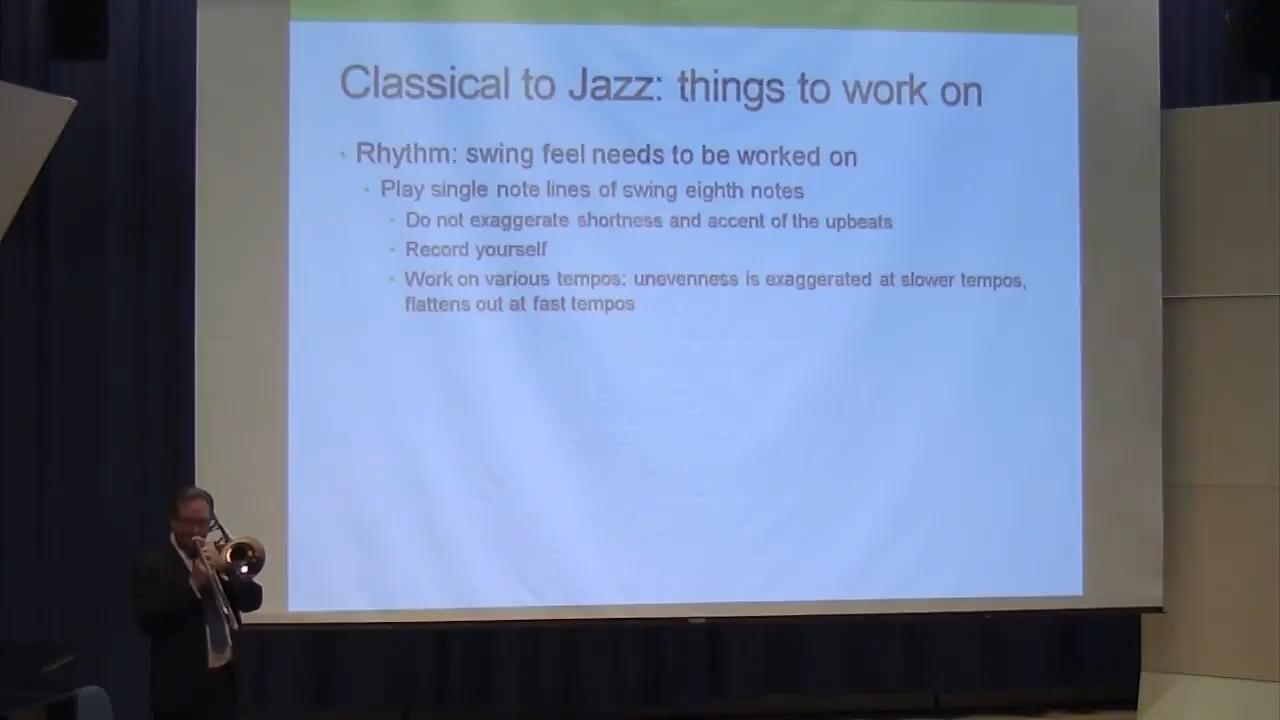 Classical to Jazz: things to work on
Rhythm: swing feel needs to be worked on
Play single note lines of swing eighth notes
Do not exaggerate shortness and accent of the upbeats
Record yourself
Work on various tempos: unevenness is exaggerated at slower tempos,
flattens out at fast tempos